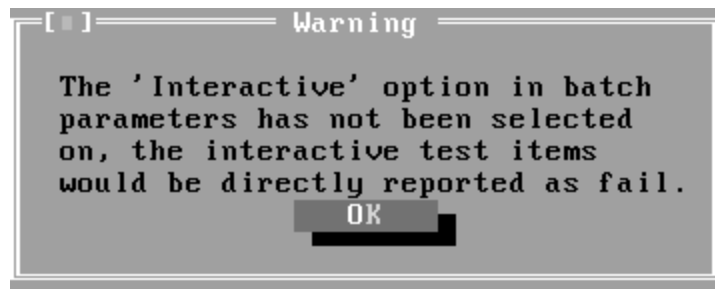 [■] Warning
The 'Interactive' option in batch
parameters has not been selected
on, the interactive test items
would be directly reported as fail.
OK